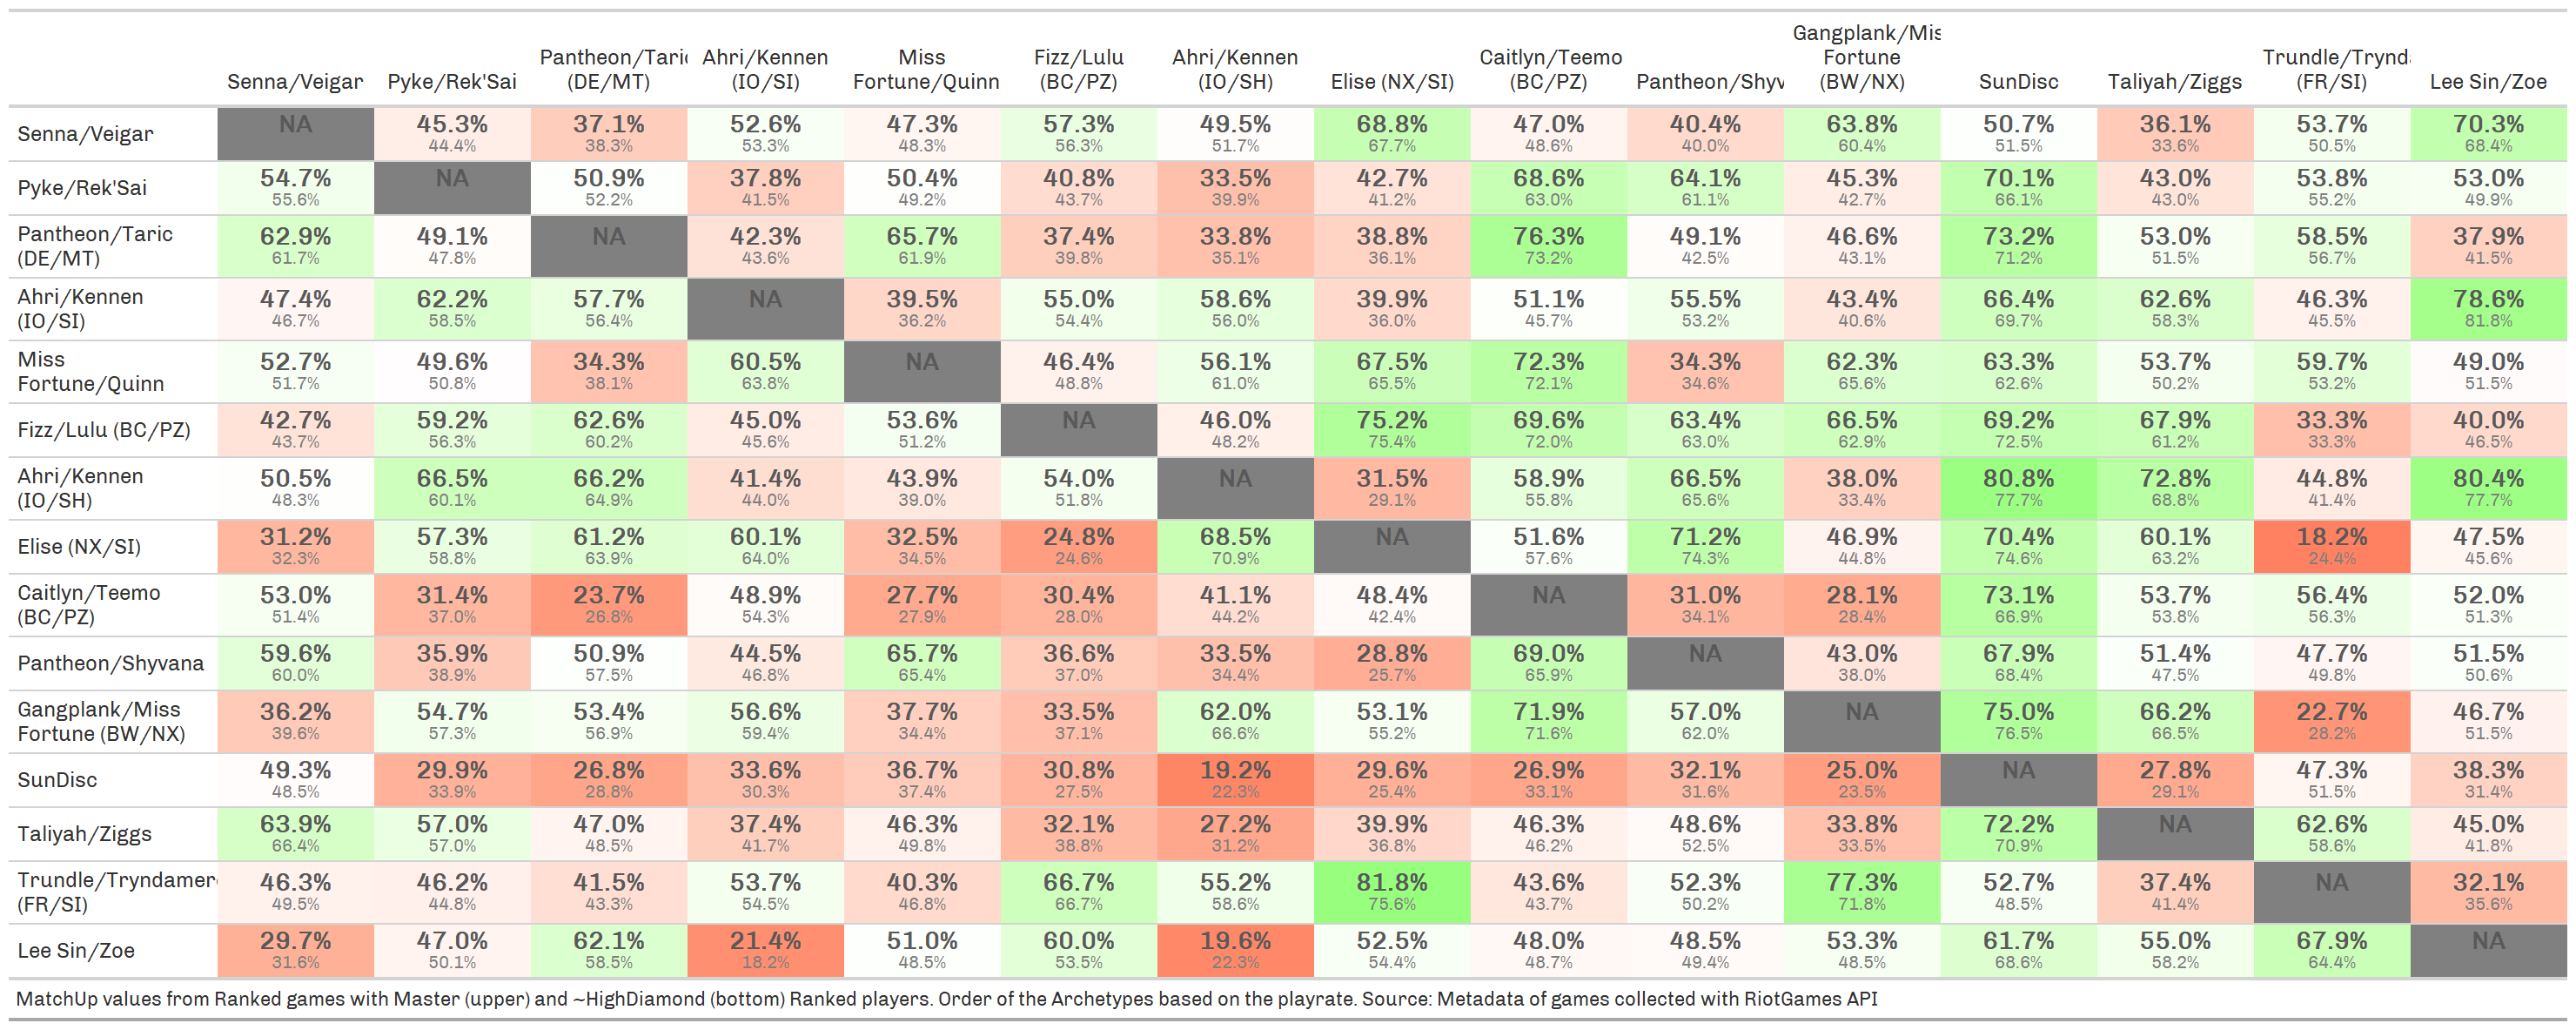 Gangplank/Mis
Pantheon/Taric Ahri/Kennen Miss Fizz/Lulu Ahri/Kennen Caitlyn/Teemo Fortune Trundle/Trynd
Senna/Veigar Pyke/Rek'Sai (DE/MT) (IO/SI) Fortune/Quinn (BC/PZ) (IO/SH) Elise (NX/SI) (BC/PZ) Pantheon/Shyv (BW/NX) SunDisc Taliyah/Ziggs (FR/SI) Lee Sin/Zoe
Senna/Veigar NA 45.3% 37.1% 52.6% 47.3% 57.3% 49.5% 68.8% 47.0% 40.4% 63.8% 50.7% 36.1% 53.7% 70.3%
44.4% 38.3% 53.3% 48.3% 56.3% 51.7% 67.7% 48.6% 40.0% 60.4% 51.5% 33.6% 50.5% 68.4%
Pyke/Rek'Sai 54.7% NA 50.9% 37.8% 50.4% 40.8% 33.5% 42.7% 68.6% 64.1% 45.3% 70.1% 43.0% 53.8% 53.0%
55.6% 52.2% 41.5% 49.2% 43.7% 39.9% 41.2% 63.0% 61.1% 42.7% 66.1% 43.0% 55.2% 49.9%
Pantheon/Taric 62.9% 49.1% NA 42.3% 65.7% 37.4% 33.8% 38.8% 76.3% 49.1% 46.6% 73.2% 53.0% 58.5% 37.9%
(DE/MT) 61.7% 47.8% 43.6% 61.9% 39.8% 35.1% 36.1% 73.2% 42.5% 43.1% 71.2% 51.5% 56.7% 41.5%
Ahri/Kennen 47.4% 62.2% 57.7% NA 39.5% 55.0% 58.6% 39.9% 51.1% 55.5% 43.4% 66.4% 62.6% 46.3% 78.6%
(IO/SI) 46.7% 58.5% 56.4% 36.2% 54.4% 56.0% 36.0% 45.7% 53.2% 40.6% 69.7% 58.3% 45.5% 81.8%
Miss 52.7% 49.6% 34.3% 60.5% NA 46.4% 56.1% 67.5% 72.3% 34.3% 62.3% 63.3% 53.7% 59.7% 49.0%
Fortune/Quinn 51.7% 50.8% 38.1% 63.8% 48.8% 61.0% 65.5% 72.1% 34.6% 65.6% 62.6% 50.2% 53.2% 51.5%
Fizz/Lulu (BC/PZ) 42.7% 59.2% 62.6% 45.0% 53.6% NA 46.0% 75.2% 69.6% 63.4% 66.5% 69.2% 67.9% 33.3% 40.0%
43.7% 56.3% 60.2% 45.6% 51.2% 48.2% 75.4% 72.0% 63.0% 62.9% 72.5% 61.2% 33.3% 46.5%
Ahri/Kennen 50.5% 66.5% 66.2% 41.4% 43.9% 54.0% NA 31.5% 58.9% 66.5% 38.0% 80.8% 72.8% 44.8% 80.4%
(IO/SH) 48.3% 60.1% 64.9% 44.0% 39.0% 51.8% 29.1% 55.8% 65.6% 33.4% 77.7% 68.8% 41.4% 77.7%
Elise (NX/SI) 31.2% 57.3% 61.2% 60.1% 32.5% 24.8% 68.5% NA 51.6% 71.2% 46.9% 70.4% 60.1% 18.2% 47.5%
32.3% 58.8% 63.9% 64.0% 34.5% 24.6% 70.9% 57.6% 74.3% 44.8% 74.6% 63.2% 24.4% 45.6%
Caitlyn/Teemo 53.0% 31.4% 23.7% 48.9% 27.7% 30.4% 41.1% 48.4% NA 31.0% 28.1% 73.1% 53.7% 56.4% 52.0%
(BC/PZ) 51.4% 37.0% 26.8% 54.3% 27.9% 28.0% 44.2% 42.4% 34.1% 28.4% 66.9% 53.8% 56.3% 51.3%
Pantheon/Shyvana 59.6% 35.9% 50.9% 44.5% 65.7% 36.6% 33.5% 28.8% 69.0% NA 43.0% 67.9% 51.4% 47.7% 51.5%
60.0% 38.9% 57.5% 46.8% 65.4% 37.0% 34.4% 25.7% 65.9% 38.0% 68.4% 47.5% 49.8% 50.6%
Gangplank/Miss 36.2% 54.7% 53.4% 56.6% 37.7% 33.5% 62.0% 53.1% 71.9% 57.0% NA 75.0% 66.2% 22.7% 46.7%
Fortune (BW/NX) 39.6% 57.3% 56.9% 59.4% 34.4% 37.1% 66.6% 55.2% 71.6% 62.0% 76.5% 66.5% 28.2% 51.5%
SunDisc 49.3% 29.9% 26.8% 33.6% 36.7% 30.8% 19.2% 29.6% 26.9% 32.1% 25.0% NA 27.8% 47.3% 38.3%
48.5% 33.9% 28.8% 30.3% 37.4% 27.5% 22.3% 25.4% 33.1% 31.6% 23.5% 29.1% 51.5% 31.4%
Taliyah/Ziggs 63.9% 57.0% 47.0% 37.4% 46.3% 32.1% 27.2% 39.9% 46.3% 48.6% 33.8% 72.2% NA 62.6% 45.0%
66.4% 57.0% 48.5% 41.7% 49.8% 38.8% 31.2% 36.8% 46.2% 52.5% 33.5% 70.9% 58.6% 41.8%
Trundle/Tryndamer 46.3% 46.2% 41.5% 53.7% 40.3% 66.7% 55.2% 81.8% 43.6% 52.3% 77.3% 52.7% 37.4% NA 32.1%
(FR/SI) 49.5% 44.8% 43.3% 54.5% 46.8% 66.7% 58.6% 75.6% 43.7% 50.2% 71.8% 48.5% 41.4% 35.6%
Lee Sin/Zoe 29.7% 47.0% 62.1% 21.4% 51.0% 60.0% 19.6% 52.5% 48.0% 48.5% 53.3% 61.7% 55.0% 67.9% NA
31.6% 50.1% 58.5% 18.2% 48.5% 53.5% 22.3% 54.4% 48.7% 49.4% 48.5% 68.6% 58.2% 64.4%
MatchUp values from Ranked games with Master (upper) and ~HighDiamond (bottom) Ranked players. Order of the Archetypes based on the playrate. Source: Metadata of games collected with RiotGames API